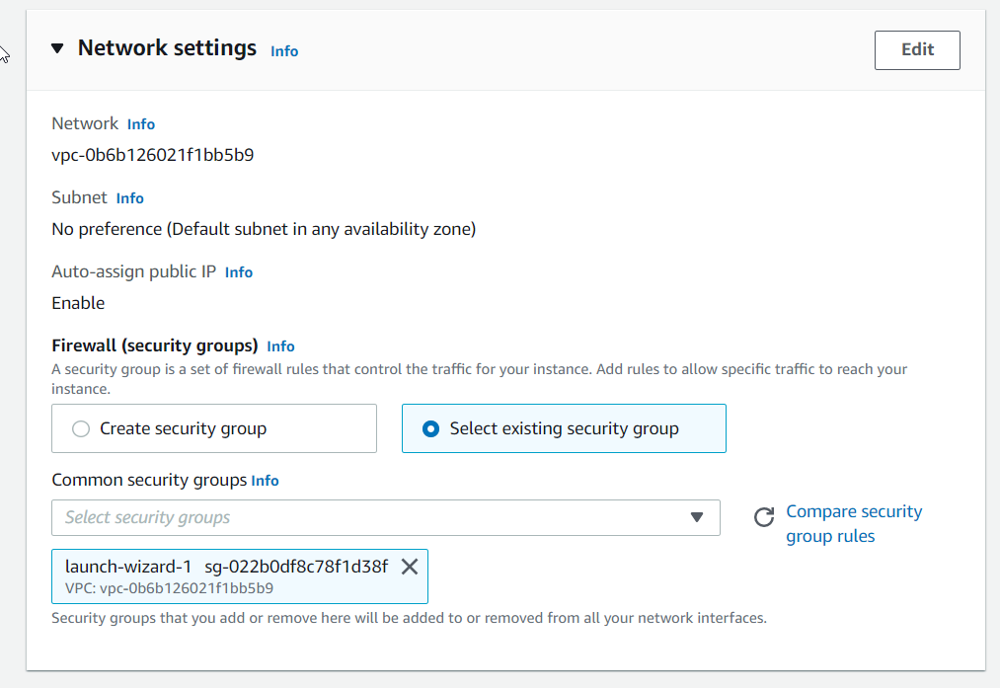 Network settings Info
Edit
Network Info
vpc-0b6b126021f1bb5b9
Subnet Info
No preference (Default subnet in any availability zone)
Auto-assign public IP Info
Enable
Firewall (security groups) Info
A security group is a set of firewall rules that control the traffic for your instance. Add rules to allow specific traffic to reach your
instance.
Create security group
Select existing security group
Common security groups Info
Select security groups
Compare security
group rules
launch-wizard-1 sg-022b0df8c78f1d38f
VPC: vpc-0b6b126021f1bb5b9
Security groups that you add or remove here will be added to or removed from all your network interfaces.